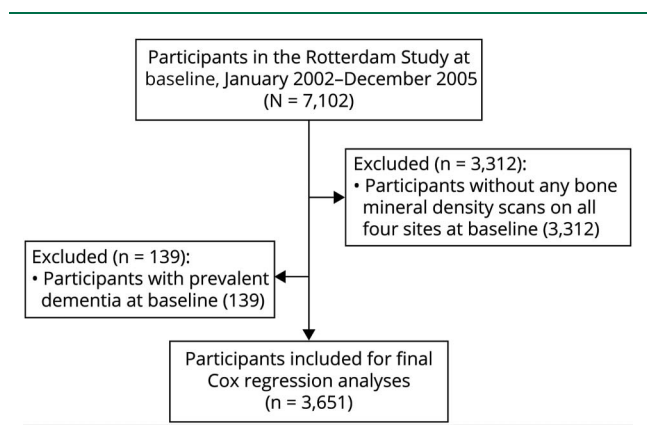 Participants in the Rotterdam Study at
baseline, January 2002–December 2005
(N = 7,102)
Excluded (n = 3,312):
• Participants without any bone
mineral density scans on all
four sites at baseline (3,312)
Excluded (n = 139):
• Participants with prevalent
dementia at baseline (139)
Participants included for final
Cox regression analyses
(n = 3,651)